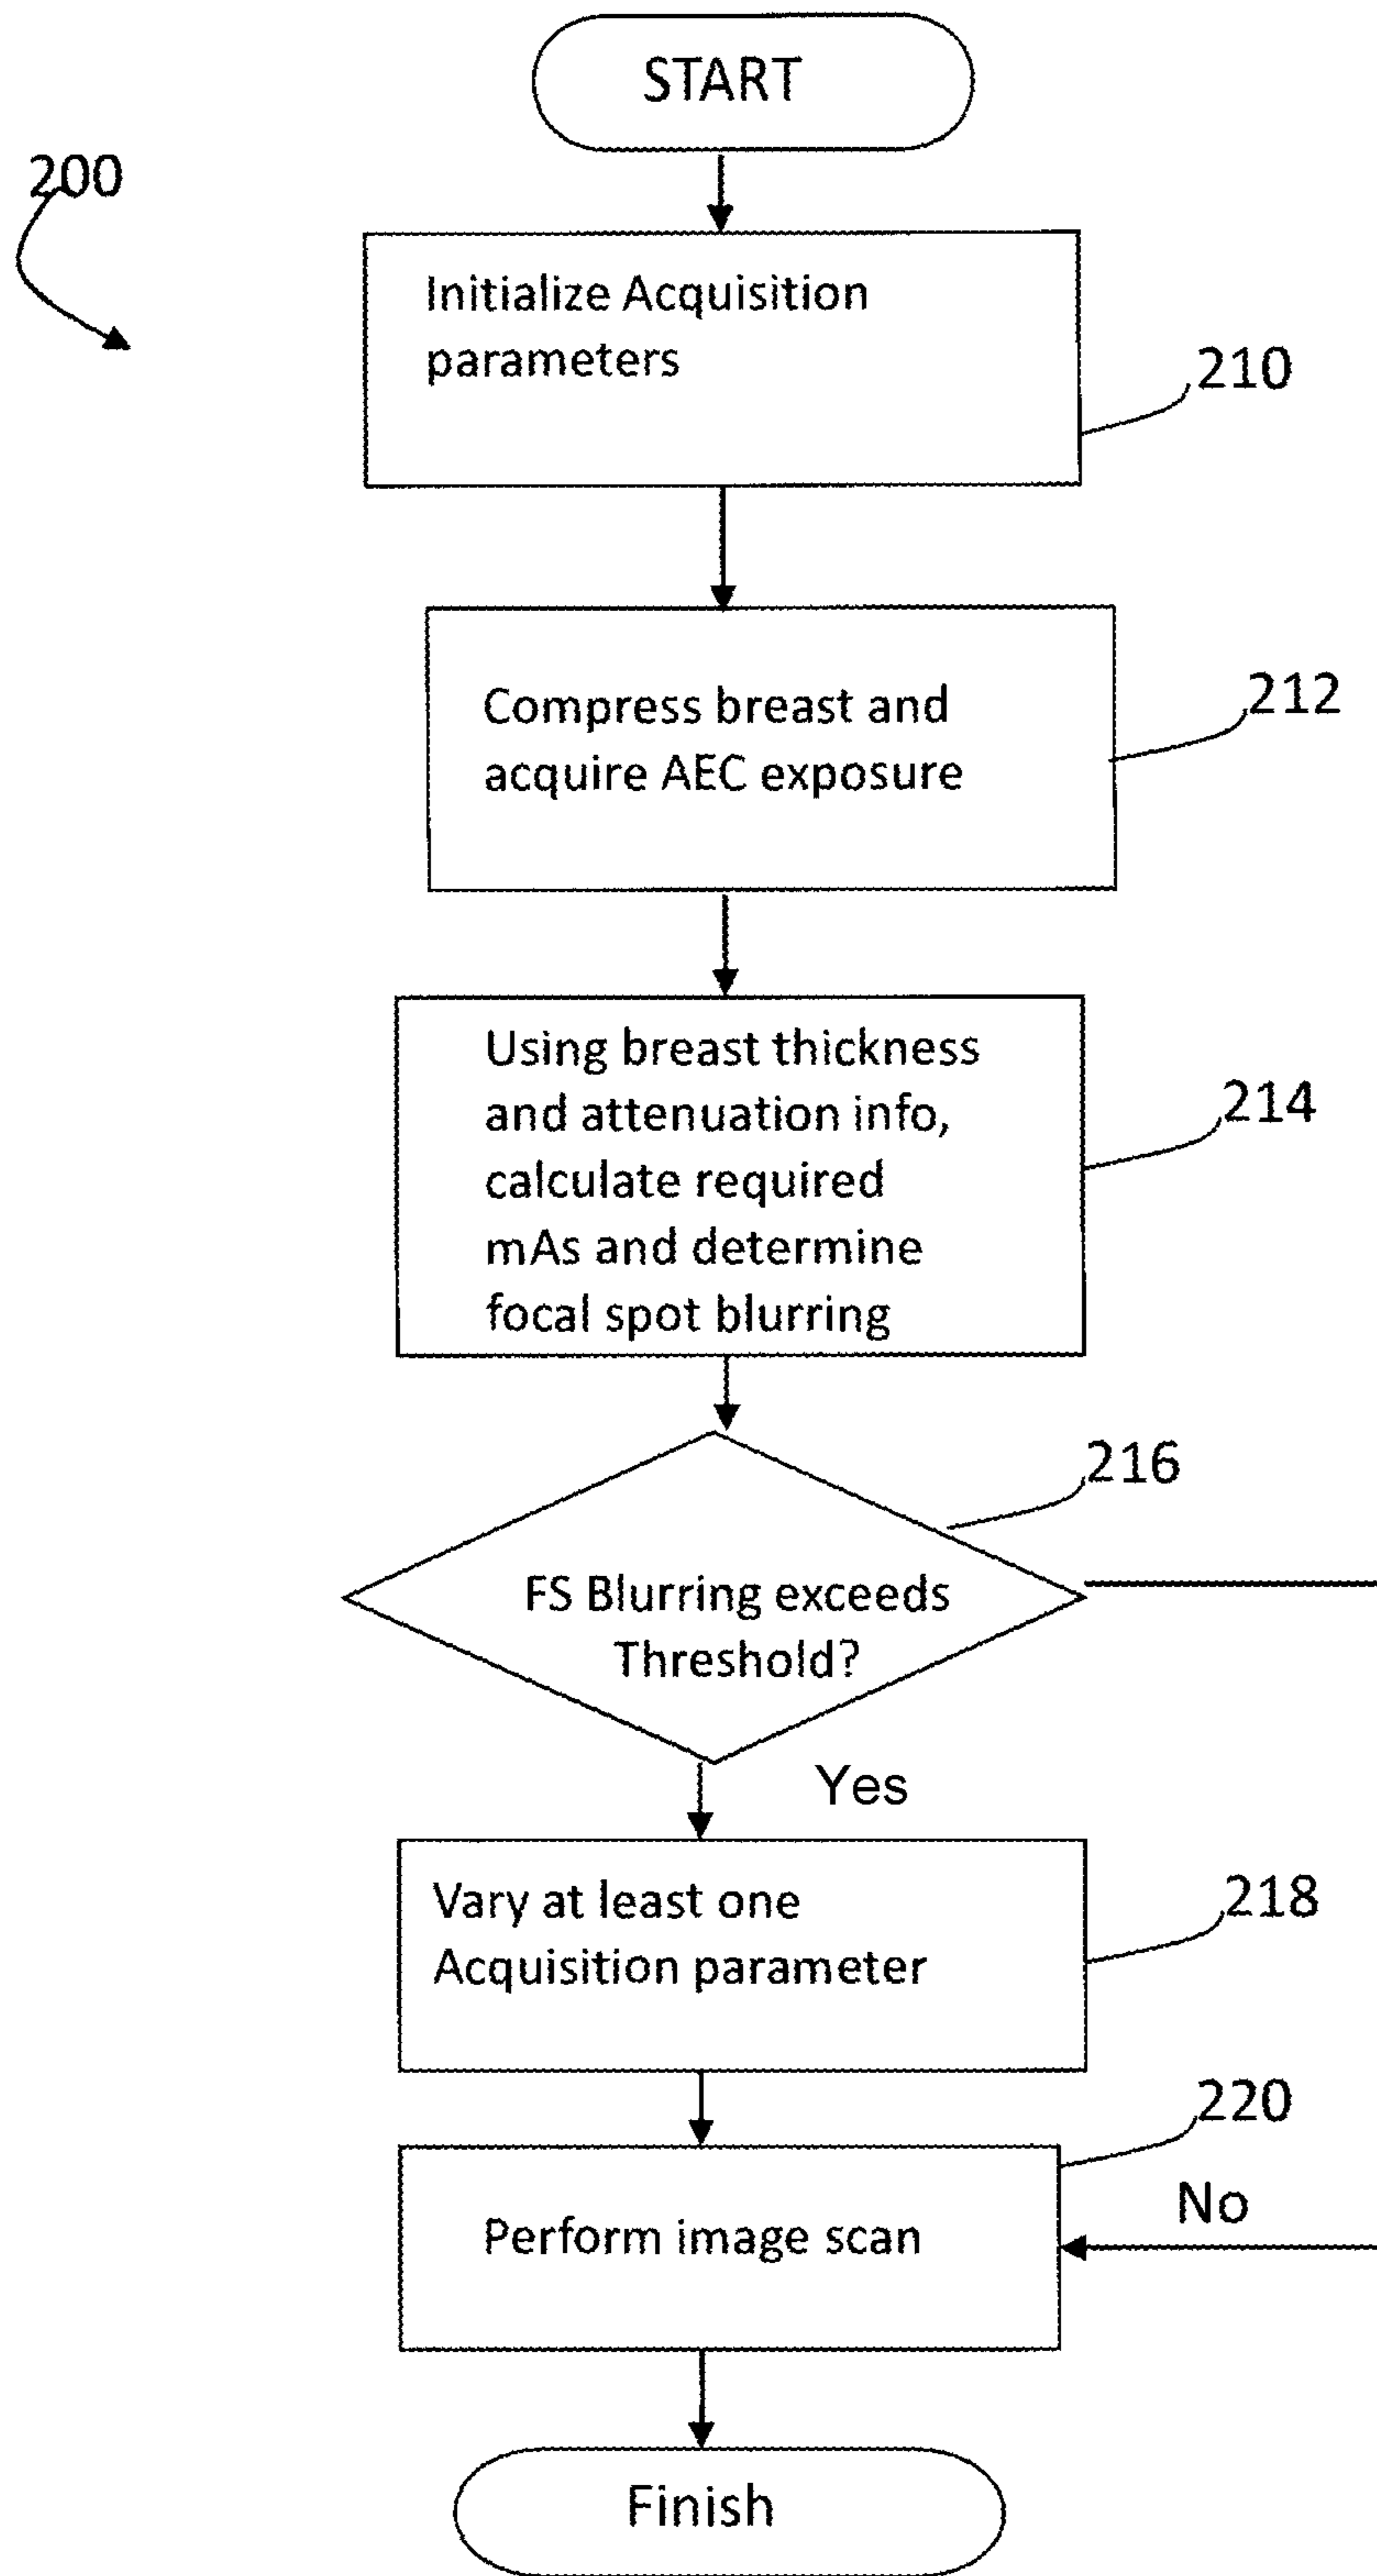 START
200
Initialize Acquisition
parameters
210
Compress breast and
acquire AEC exposure
212
Using breast thickness
and attenuation info,
calculate required
mAs and determine
focal spot blurring
214
216
FS Blurring exceeds
Threshold?
Yes
Vary at least one
Acquisition parameter
218
220
No
Perform image scan
Finish